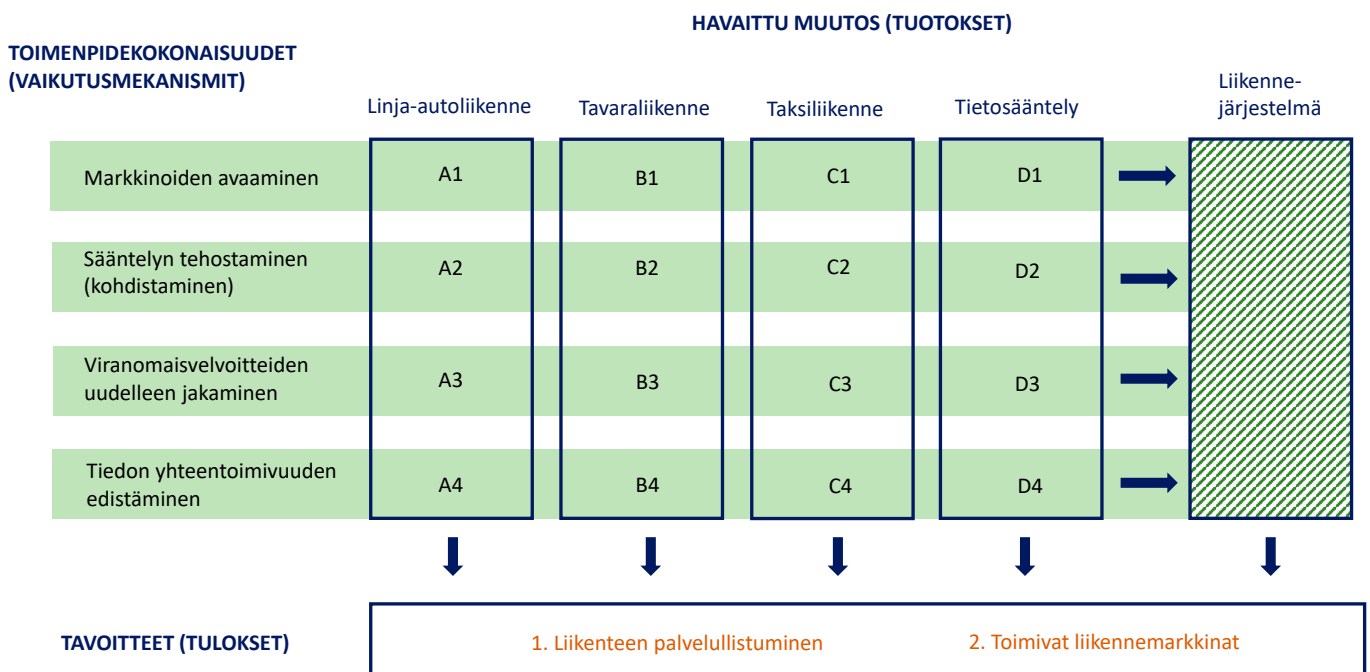 HAVAITTU MUUTOS (TUOTOKSET)
TOIMENPIDEKOKONAISUUDET
(VAIKUTUSMEKANISMIT)
Linja-autoliikenne
Tavaraliikenne
Taksiliikenne
Tietosääntely
Liikenne-
järjestelmä
Markkinoiden avaaminen
A1
B1
C1
D1
Sääntelyn tehostaminen
(kohdistaminen)
A2
B2
C2
D2
Viranomaisvelvoitteiden
uudelleen jakaminen
A3
B3
C3
D3
Tiedon yhteentoimivuuden
edistäminen
A4
B4
C4
D4
TAVOITTEET (TULOKSET)
1. Liikenteen palvelullistuminen
2. Toimivat liikennemarkkinat